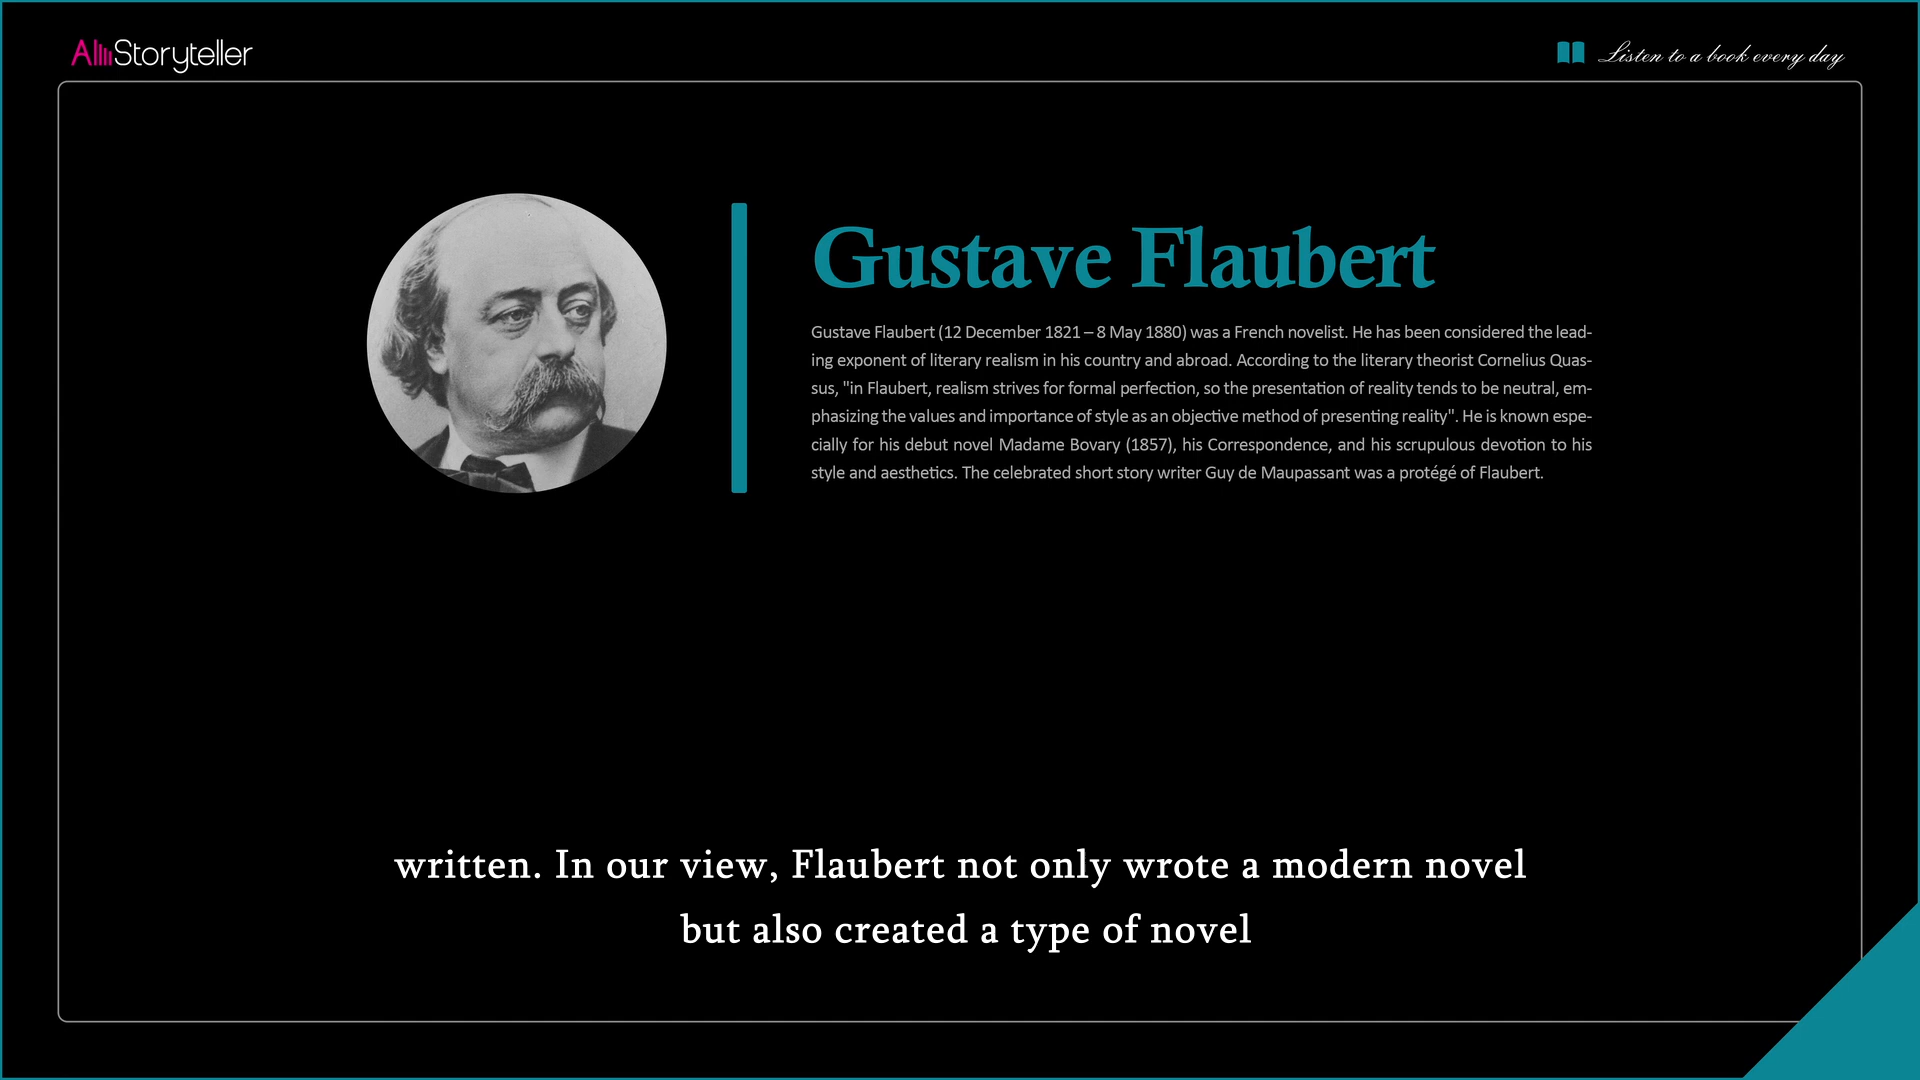 AIStoryteller
Listen to a book every day
Gustave Flaubert
Gustave Flaubert (12 December 1821 – 8 May 1880) was a French novelist. He has been considered the lead-
ing exponent of literary realism in his country and abroad. According to the literary theorist Cornelius Quas-
sus, "in Flaubert, realism strives for formal perfection, so the presentation of reality tends to be neutral, em-
phasizing the values and importance of style as an objective method of presenting reality". He is known espe-
cially for his debut novel Madame Bovary (1857), his Correspondence, and his scrupulous devotion to his
style and aesthetics. The celebrated short story writer Guy de Maupassant was a protégé of Flaubert.
written. In our view, Flaubert not only wrote a modern novel
but also created a type of novel